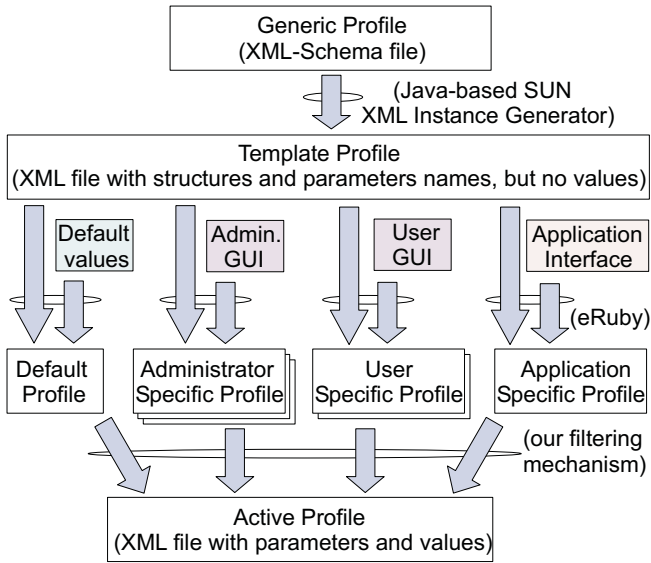 Generic Profile
(XML-Schema file)
(Java-based SUN
XML Instance Generator)
Template Profile
(XML file with structures and parameters names, but no values)
Default
values
Admin.
GUI
User
GUI
Application
Interface
(eRuby)
Default
Profile
Administrator
Specific Profile
User
Specific Profile
Application
Specific Profile
(our filtering
mechanism)
Active Profile
(XML file with parameters and values)